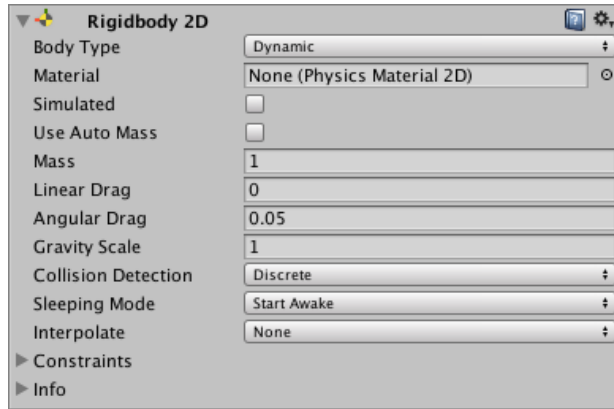 Rigidbody 2D
Body Type Dynamic
Material None (Physics Material 2D)
Simulated
Use Auto Mass
Mass 1
Linear Drag 0
Angular Drag 0.05
Gravity Scale 1
Collision Detection Discrete
Sleeping Mode Start Awake
Interpolate None
Constraints
Info